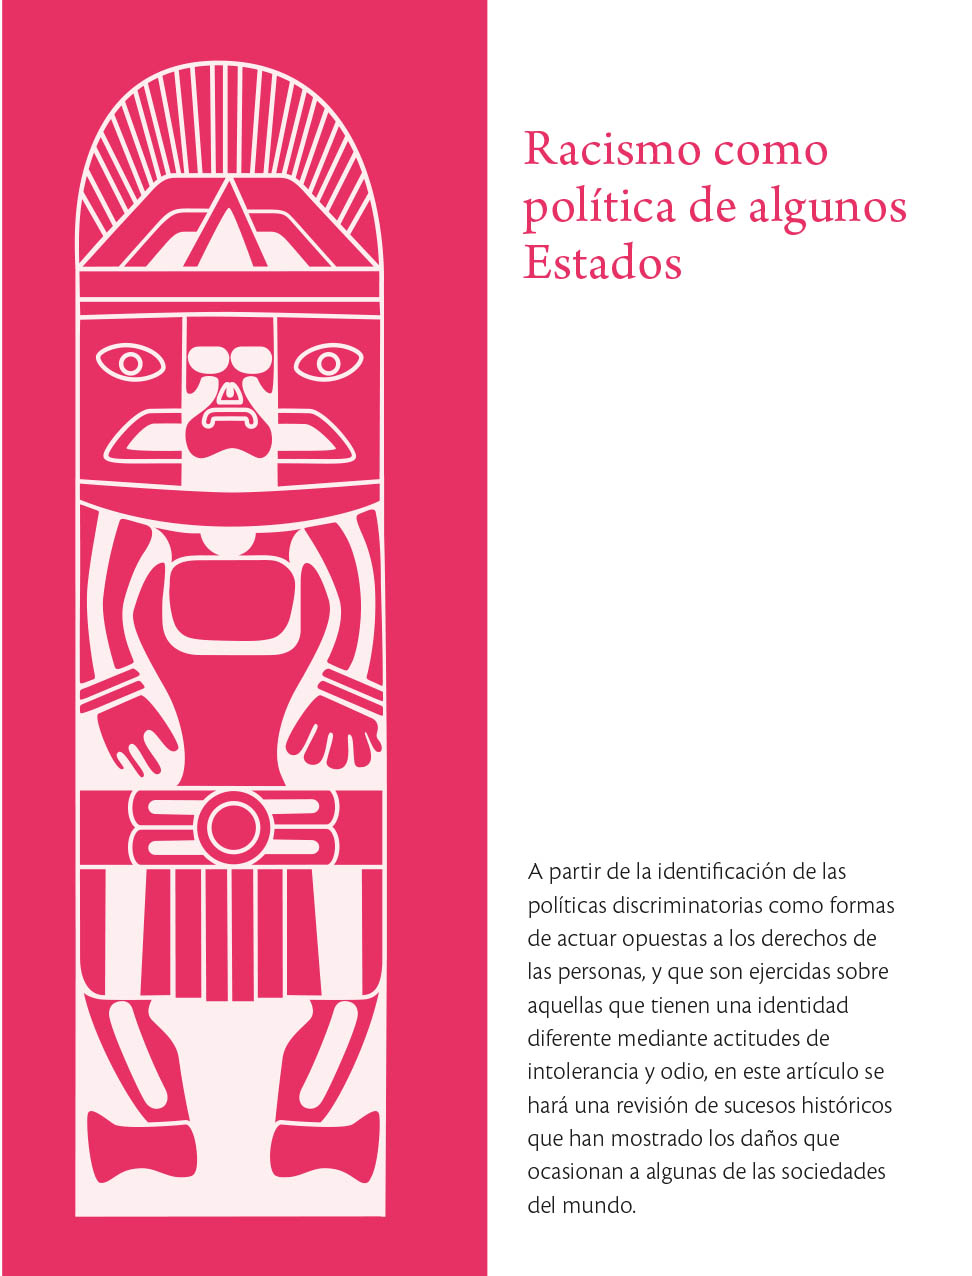 Racismo como
política de algunos
Estados
A partir de la identificación de las
políticas discriminatorias como formas
de actuar opuestas a los derechos de
las personas, y que son ejercidas sobre
aquellas que tienen una identidad
diferente mediante actitudes de
intolerancia y odio, en este artículo se
hará una revisión de sucesos históricos
que han mostrado los daños que
ocasionan a algunas de las sociedades
del mundo.